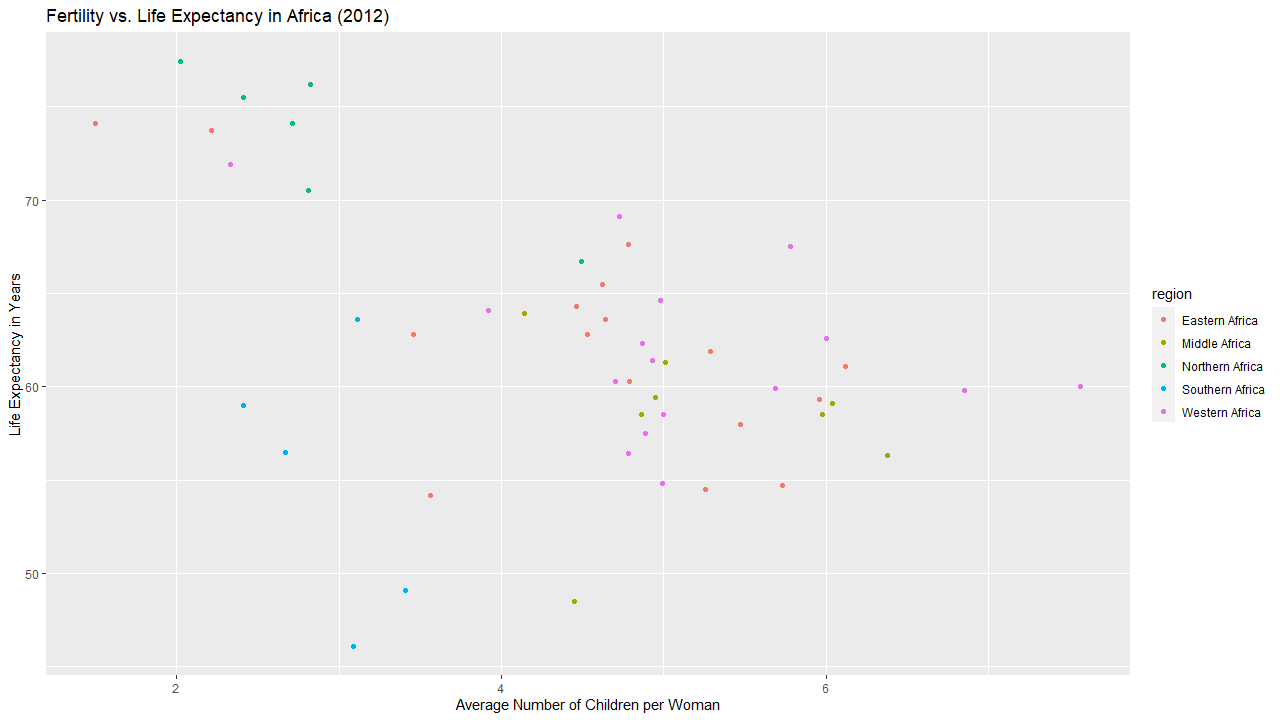 Fertility vs. Life Expectancy in Africa (2012)
Life Expectancy in Years
70
60
50
2
4
6
Average Number of Children per Woman
region
Eastern Africa
Middle Africa
Northern Africa
Southern Africa
Western Africa